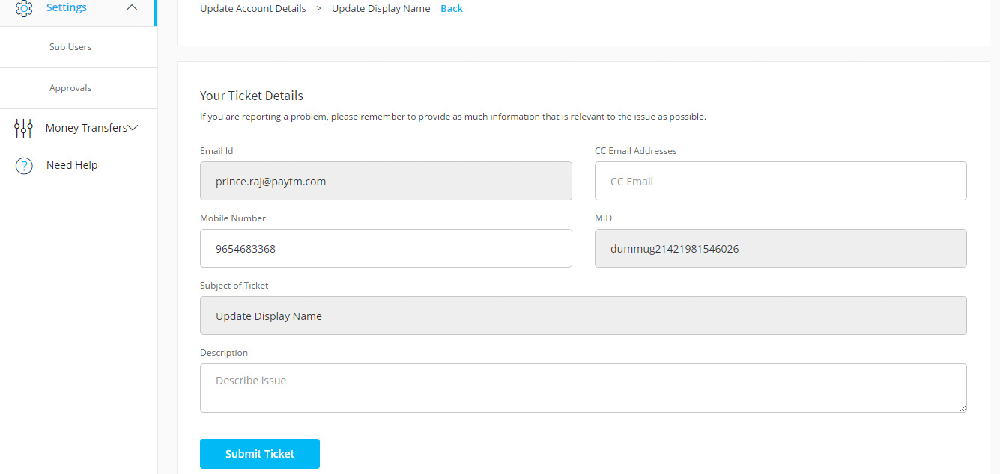 Settings
Sub Users
Approvals
Money Transfers
? Need Help
Update Account Details > Update Display Name Back
Your Ticket Details
If you are reporting a problem, please remember to provide as much information that is relevant to the issue as possible.
Email Id
prince.raj@paytm.com
CC Email Addresses
CC Email
Mobile Number
9654683368
MID
dummug21421981546026
Subject of Ticket
Update Display Name
Description
Describe issue
Submit Ticket